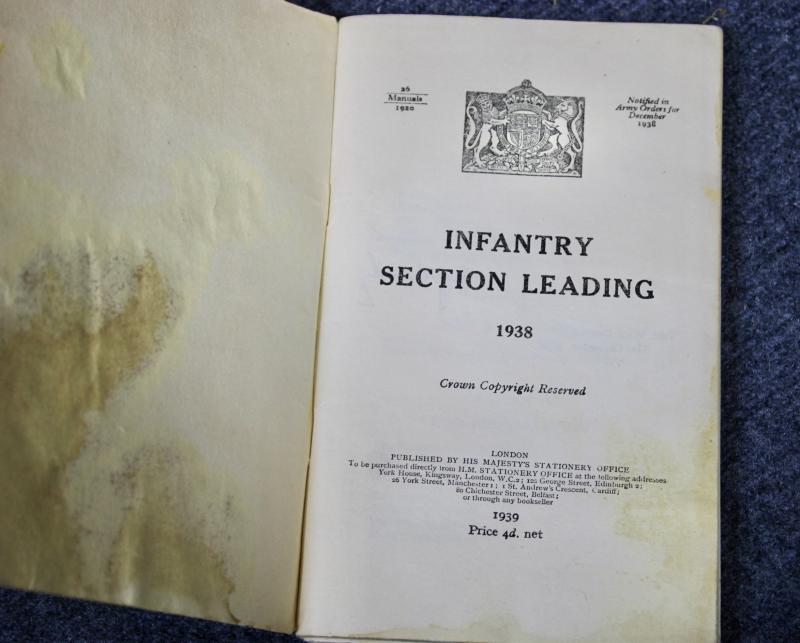 26
Manuals
1920
Notified in
Army Orders for
December
1938
INFANTRY
SECTION LEADING
1938
Crown Copyright Reserved
LONDON
PUBLISHED BY HIS MAJESTY'S STATIONERY OFFICE
To be purchased directly from H.M. STATIONERY OFFICE at the following addresses
York House, Kingsway, London, W.C.2; 120 George Street, Edinburgh 2;
26 York Street, Manchester 1; 1 St. Andrew's Crescent, Cardiff;
80 Chichester Street, Belfast;
or through any bookseller
1939
Price 4d. net